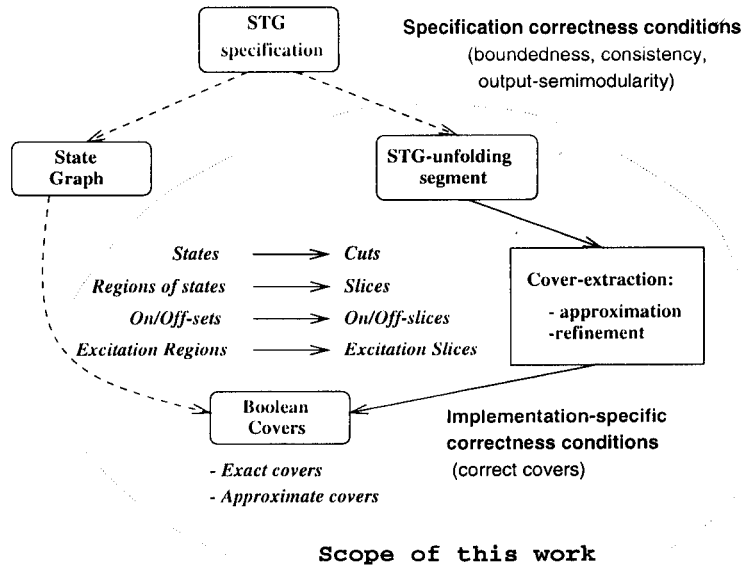 STG
specification
Specification correctness conditions
(boundedness, consistency,
output-semimodularity)
State
Graph
STG-unfolding
segment
States
Cuts
Regions of states
Slices
On/Off-sets
On/Off-slices
Excitation Regions
Excitation Slices
Cover-extraction:
- approximation
-refinement
Boolean
Covers
- Exact covers
- Approximate covers
Implementation-specific
correctness conditions
(correct covers)
Scope of this work